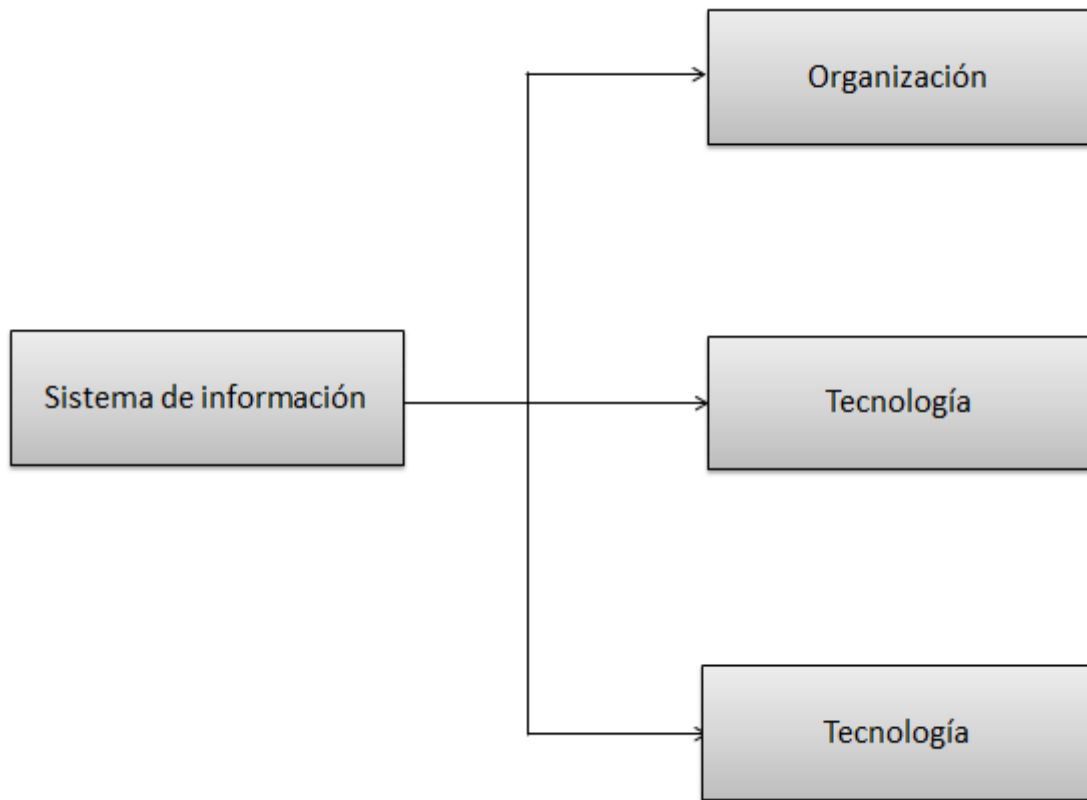 Organización
Sistema de información
Tecnología
Tecnología